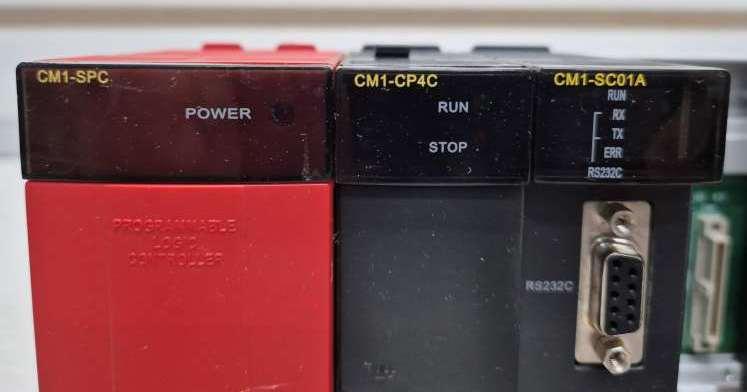 CM1-SPC
POWER
PROGRAMMABLE
LOGIC
CONTROLLER
CM1-CP4C
RUN
STOP
CM1-SC01A
RUN
RX
TX
ERR
RS232C
RS232C